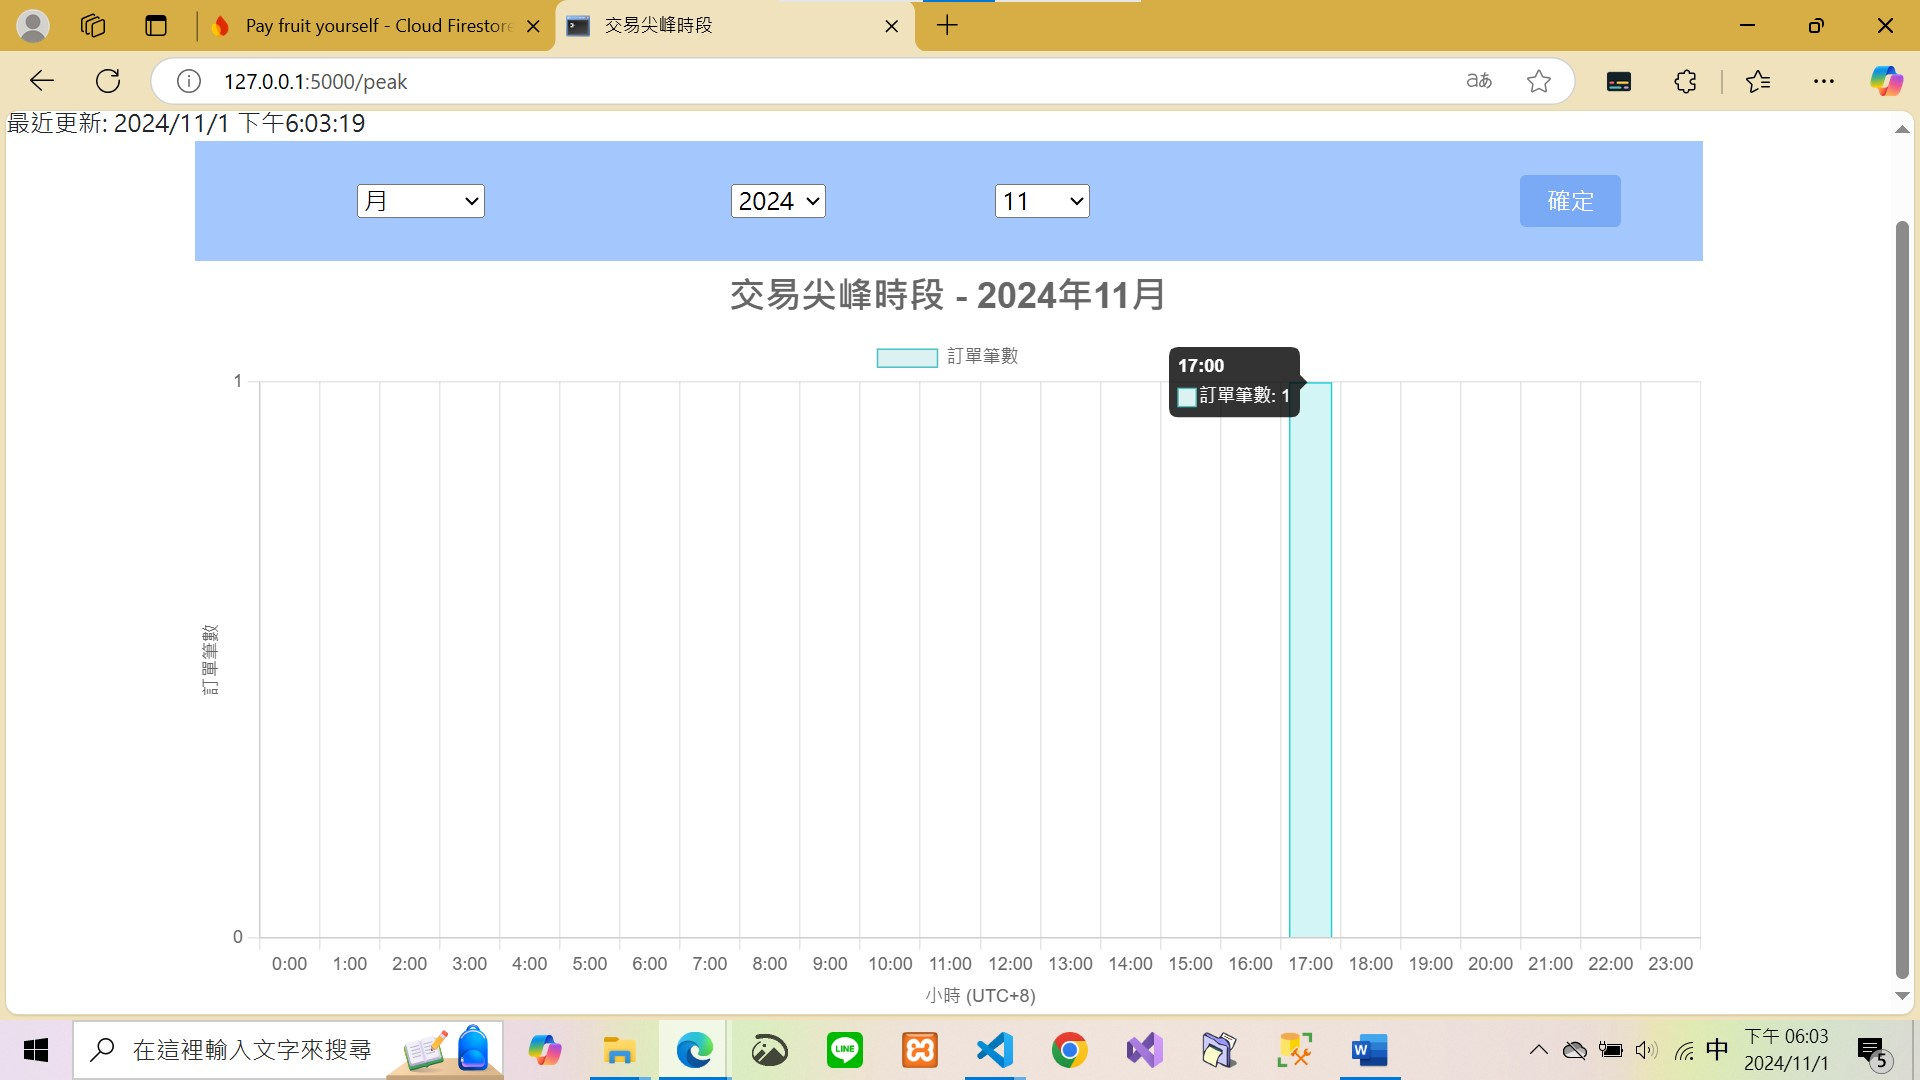 Pay fruit yourself - Cloud Firestore
交易尖峰時段
127.0.0.1:5000/peak
aあ
最近更新: 2024/11/1 下午6:03:19
月
2024
11
確定
交易尖峰時段 - 2024年11月
訂單筆數
17:00
訂單筆數: 1
1
訂單筆數
0
0:00 1:00 2:00 3:00 4:00 5:00 6:00 7:00 8:00 9:00 10:00 11:00 12:00 13:00 14:00 15:00 16:00 17:00 18:00 19:00 20:00 21:00 22:00 23:00
小時 (UTC+8)
在這裡輸入文字來搜尋
LINE
W
中
下午 06:03
2024/11/1
5